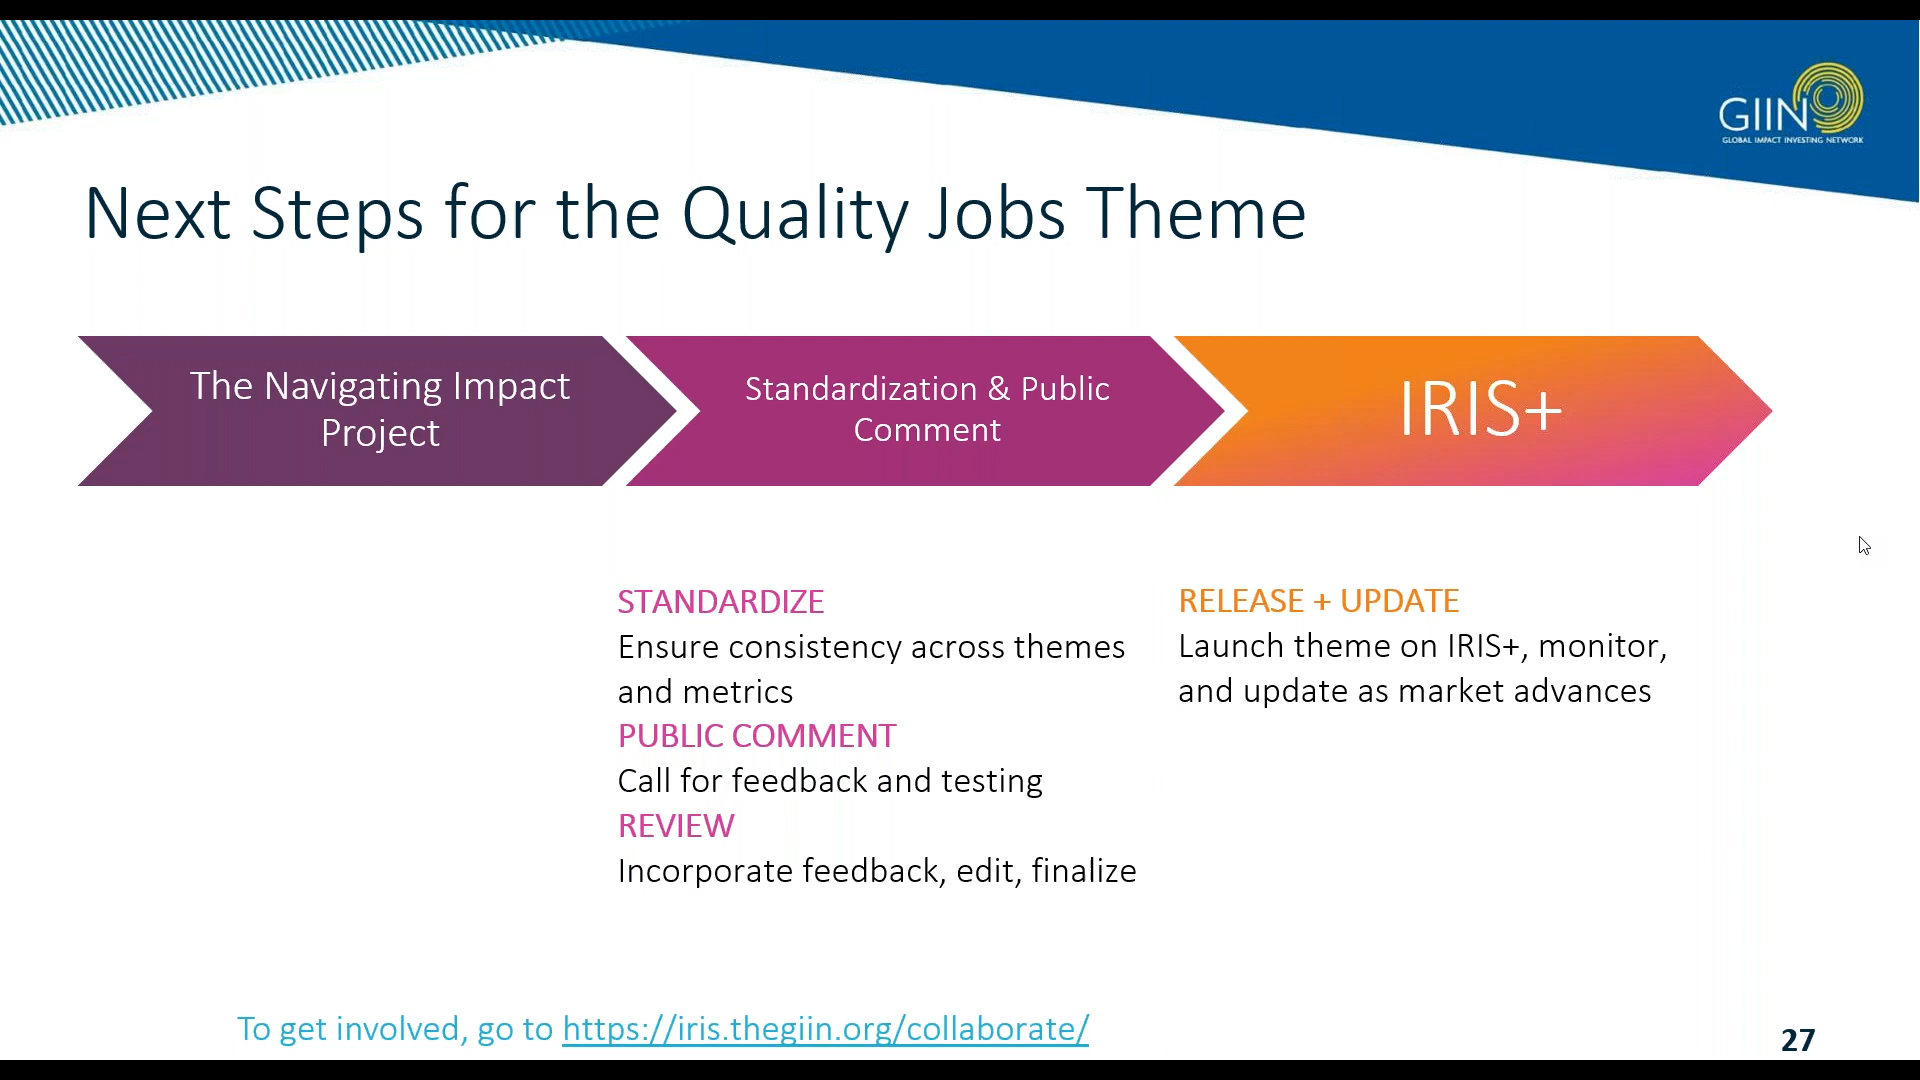 GIIN
GLOBAL IMPACT INVESTING NETWORK
Next Steps for the Quality Jobs Theme
The Navigating Impact
Project
Standardization & Public
Comment
IRIS+
STANDARDIZE
Ensure consistency across themes
and metrics
PUBLIC COMMENT
Call for feedback and testing
REVIEW
Incorporate feedback, edit, finalize
RELEASE + UPDATE
Launch theme on IRIS+, monitor,
and update as market advances
To get involved, go to https://iris.thegiin.org/collaborate/
27